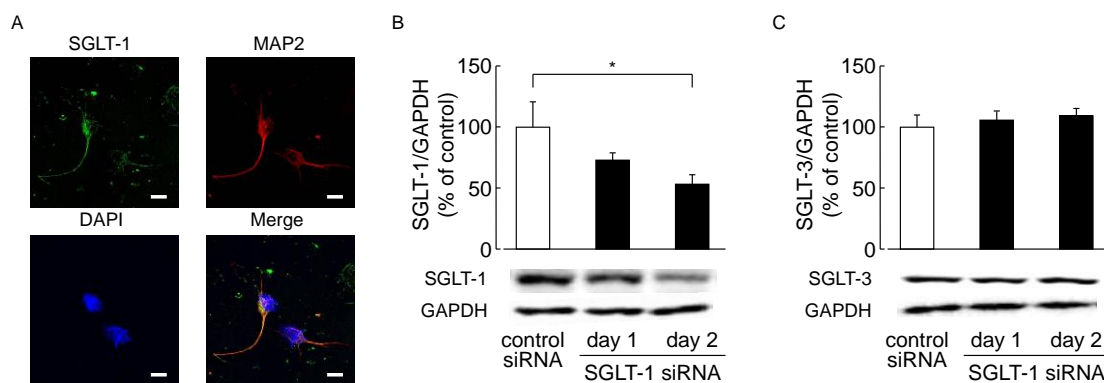 A
SGLT-1
MAP2
DAPI
Merge
B
SGLT-1/GAPDH
(% of control)
150
100
50
0
*
SGLT-1
GAPDH
control
siRNA
day 1
day 2
SGLT-1 siRNA
C
SGLT-3/GAPDH
(% of control)
150
100
50
0
SGLT-3
GAPDH
control
siRNA
day 1
day 2
SGLT-1 siRNA